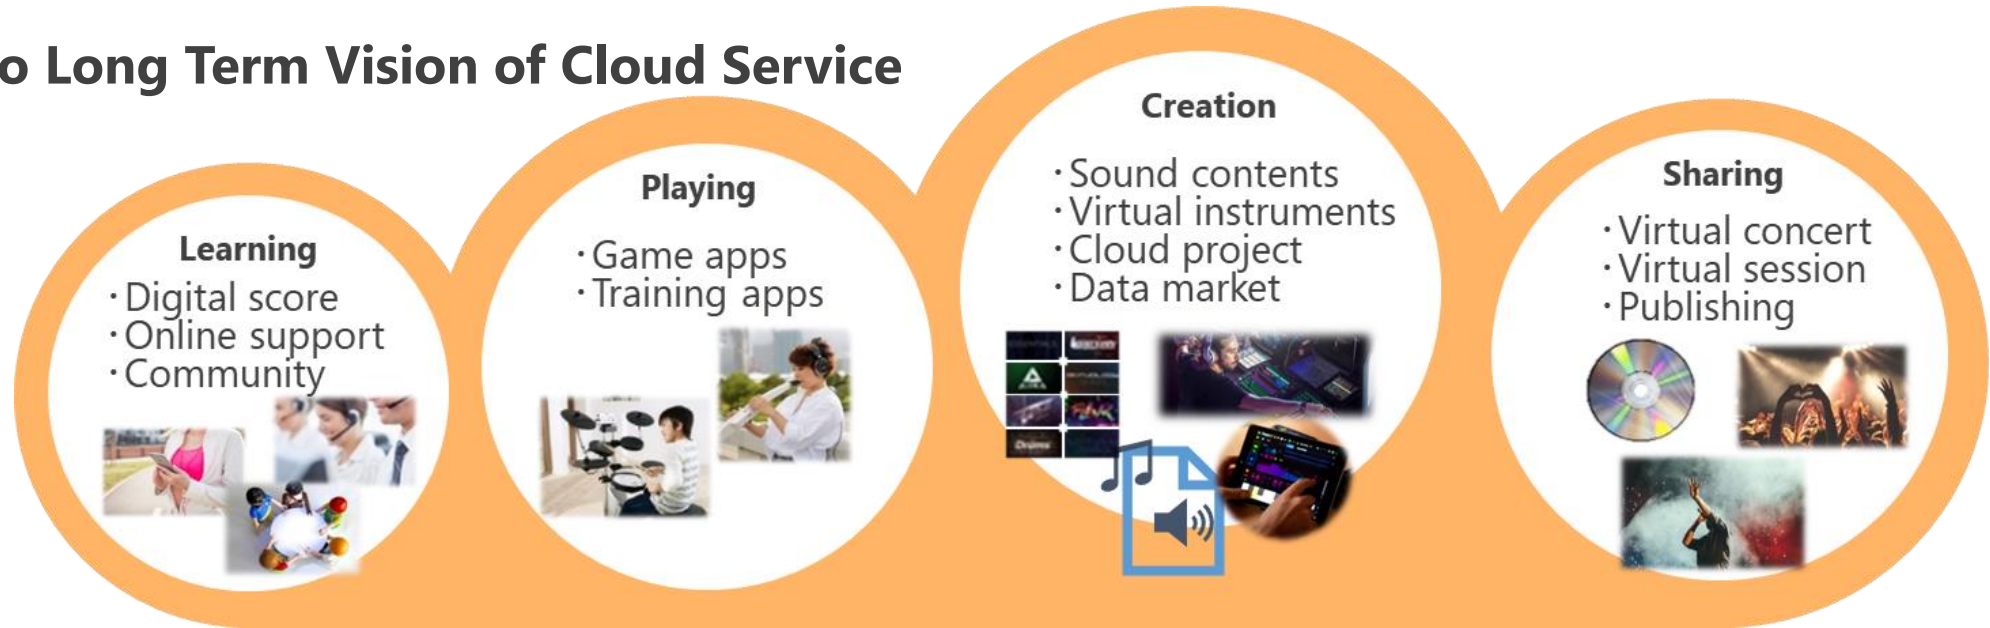 o Long Term Vision of Cloud Service
Learning
・Digital score
・Online support
・Community
Playing
・Game apps
・Training apps
Creation
・Sound contents
・Virtual instruments
・Cloud project
・Data market
Drums
Sharing
・Virtual concert
・Virtual session
・Publishing